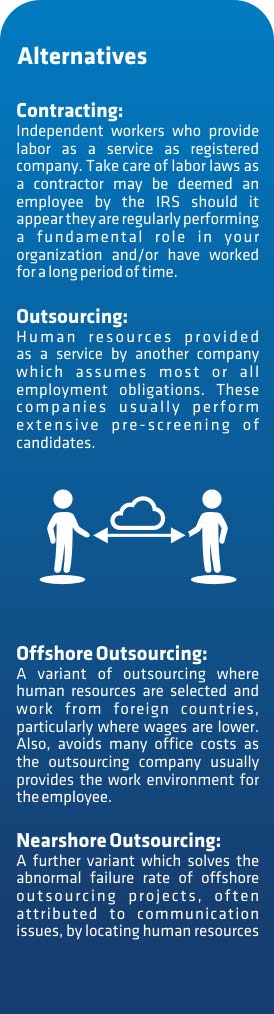 Alternatives
Contracting:
Independent workers who provide
labor as a service as registered
company. Take care of labor laws as
a contractor may be deemed an
employee by the IRS should it
appear they are regularly performing
a fundamental role in your
organization and/or have worked
for a long period of time.
Outsourcing:
Human resources provided
as a service by another company
which assumes most or all
employment obligations. These
companies usually perform
extensive pre-screening of
candidates.
Offshore Outsourcing:
A variant of outsourcing where
human resources are selected and
work from foreign countries,
particularly where wages are lower.
Also, avoids many office costs as
the outsourcing company usually
provides the work environment for
the employee.
Nearshore Outsourcing:
A further variant which solves the
abnormal failure rate of offshore
outsourcing projects, often
attributed to communication
issues, by locating human resources